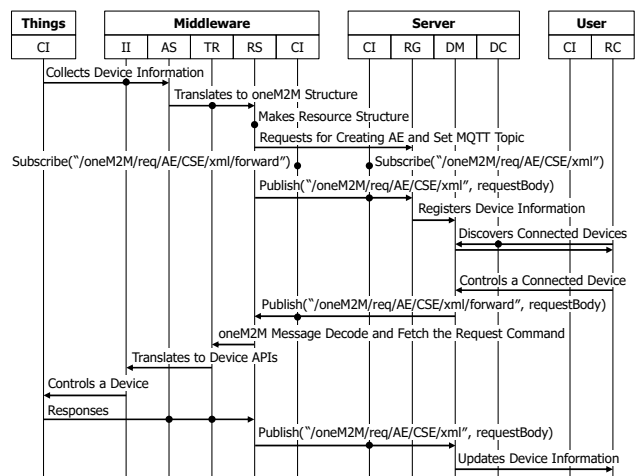 Things Middleware Server User
CI II AS TR RS CI CI RG DM DC CI RC
Collects Device Information
Translates to oneM2M Structure
Makes Resource Structure
Requests for Creating AE and Set MQTT Topic
Subscribe(“/oneM2M/req/AE/CSE/xml/forward”) Subscribe(“/oneM2M/req/AE/CSE/xml”)
Publish(“/oneM2M/req/AE/CSE/xml”, requestBody)
Registers Device Information
Discovers Connected Devices
Controls a Connected Device
Publish(“/oneM2M/req/AE/CSE/xml/forward”, requestBody)
oneM2M Message Decode and Fetch the Request Command
Translates to Device APIs
Controls a Device
Responses
Publish(“/oneM2M/req/AE/CSE/xml”, requestBody)
Updates Device Information